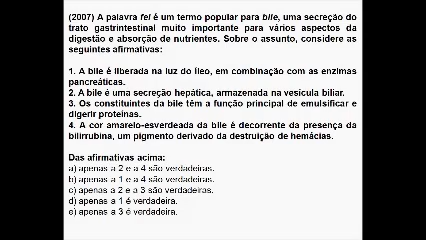 (2007) A palavra fel é um termo popular para bile, uma secreção do
trato gastrintestinal muito importante para vários aspectos da
digestão e absorção de nutrientes. Sobre o assunto, considere as
seguintes afirmativas:
1. A bile é liberada na luz do íleo, em combinação com as enzimas
pancreáticas.
2. A bile é uma secreção hepática, armazenada na vesícula biliar.
3. Os constituintes da bile têm a função principal de emulsificar e
digerir proteínas.
4. A cor amarelo-esverdeada da bile é decorrente da presença da
bilirrubina, um pigmento derivado da destruição de hemácias.
Das afirmativas acima:
a) apenas a 2 e a 4 são verdadeiras.
b) apenas a 1 e a 4 são verdadeiras.
c) apenas a 2 e a 3 são verdadeiras.
d) apenas a 1 é verdadeira.
e) apenas a 3 é verdadeira.